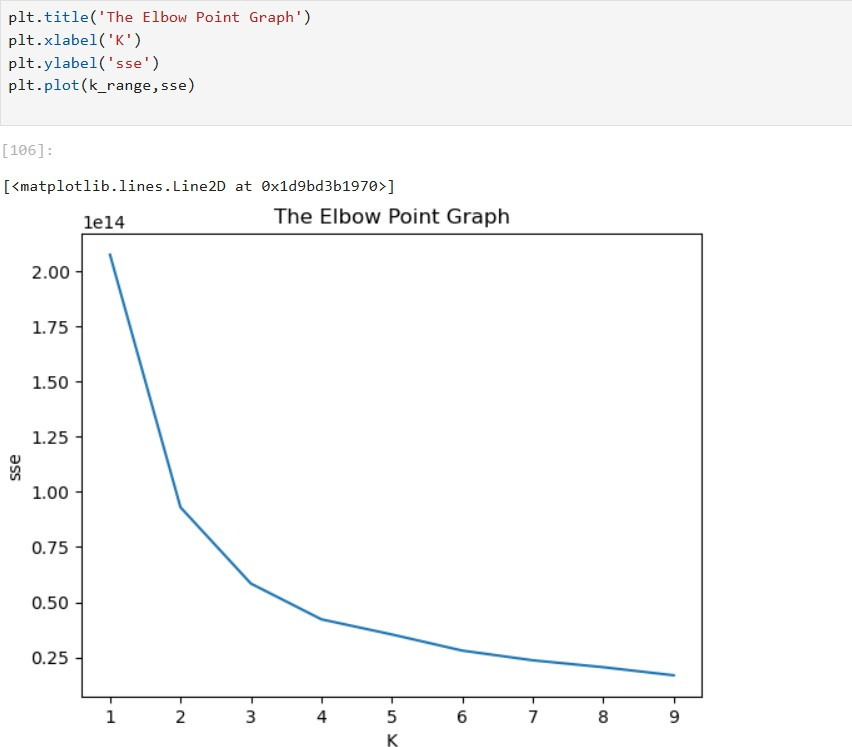 plt.title('The Elbow Point Graph')
plt.xlabel('K')
plt.ylabel('sse')
plt.plot(k_range,sse)
[106]:
[<matplotlib.lines.Line2D at 0x1d9bd3b1970>]
The Elbow Point Graph
1e14
2.00
1.75
1.50
1.25
1.00
0.75
0.50
0.25
sse
1 2 3 4 5 6 7 8 9
K